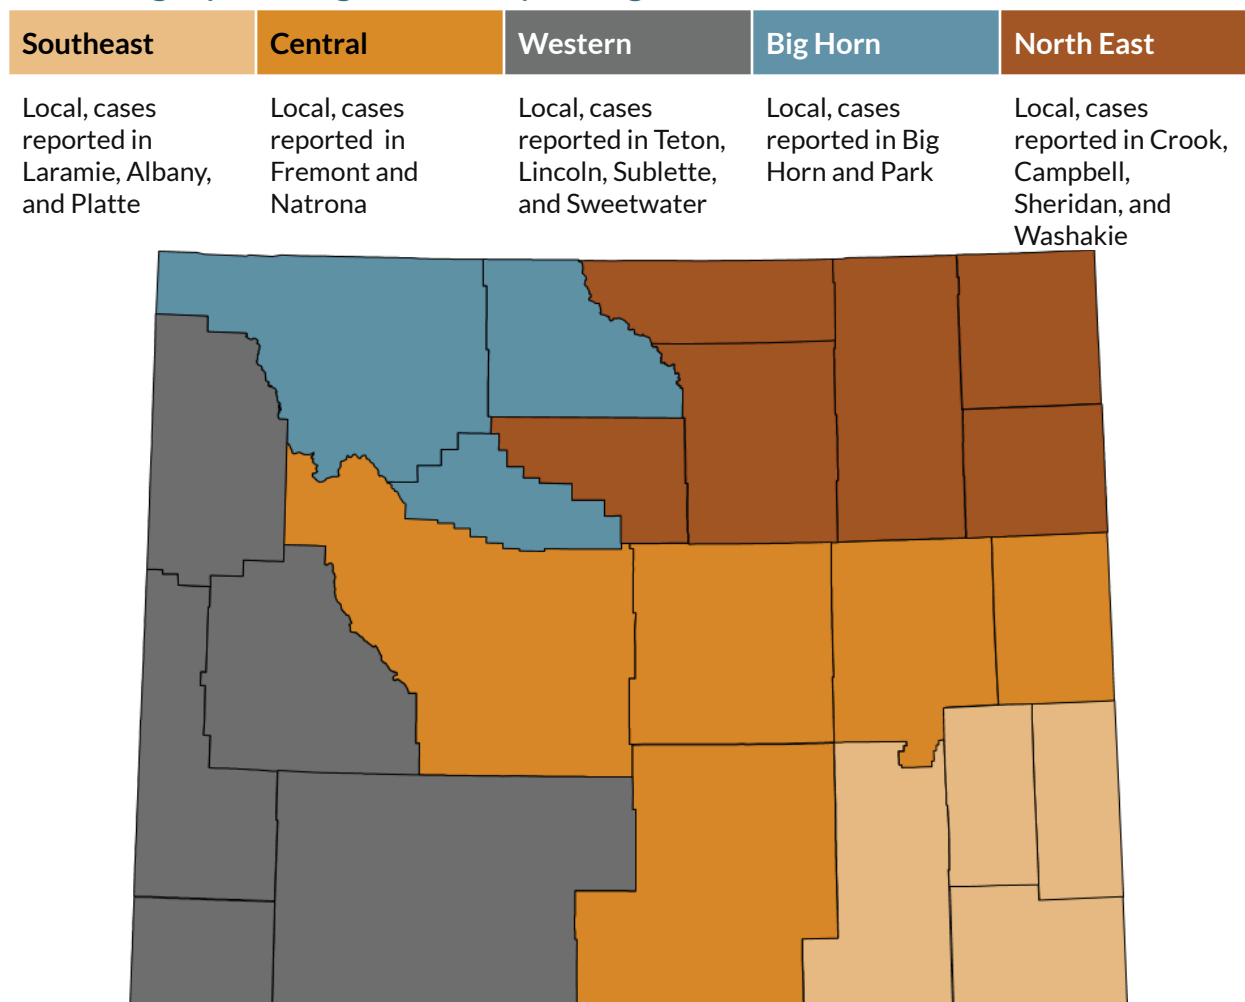 Southeast
Central
Western
Big Horn
North East
Local, cases
reported in
Laramie, Albany,
and Platte
Local, cases
reported in
Fremont and
Natrona
Local, cases
reported in Teton,
Lincoln, Sublette,
and Sweetwater
Local, cases
reported in Big
Horn and Park
Local, cases
reported in Crook,
Campbell,
Sheridan, and
Washakie